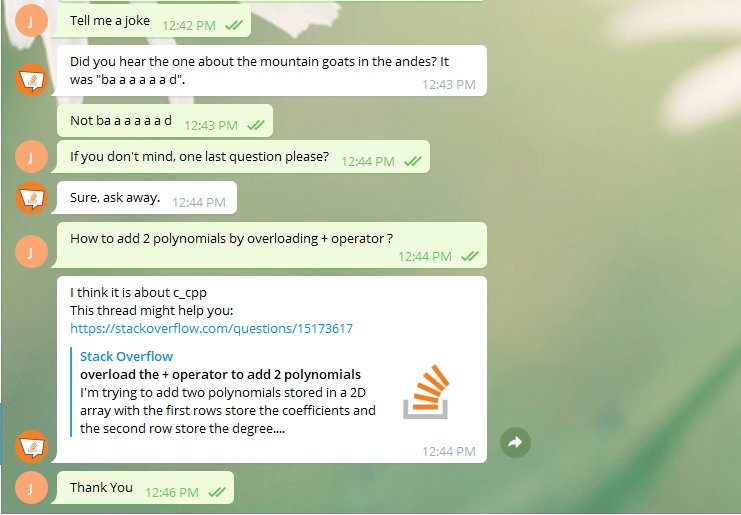 J
Tell me a joke 12:42 PM
Did you hear the one about the mountain goats in the andes? It
was "ba a a a a a d".
12:43 PM
Not ba a a a a a d 12:43 PM
J
If you don't mind, one last question please? 12:44 PM
Sure, ask away. 12:44 PM
J
How to add 2 polynomials by overloading + operator ?
12:44 PM
I think it is about c_cpp
This thread might help you:
https://stackoverflow.com/questions/15173617
Stack Overflow
overload the + operator to add 2 polynomials
I'm trying to add two polynomials stored in a 2D
array with the first rows store the coefficients and
the second row store the degree....
12:44 PM
J
Thank You 12:46 PM